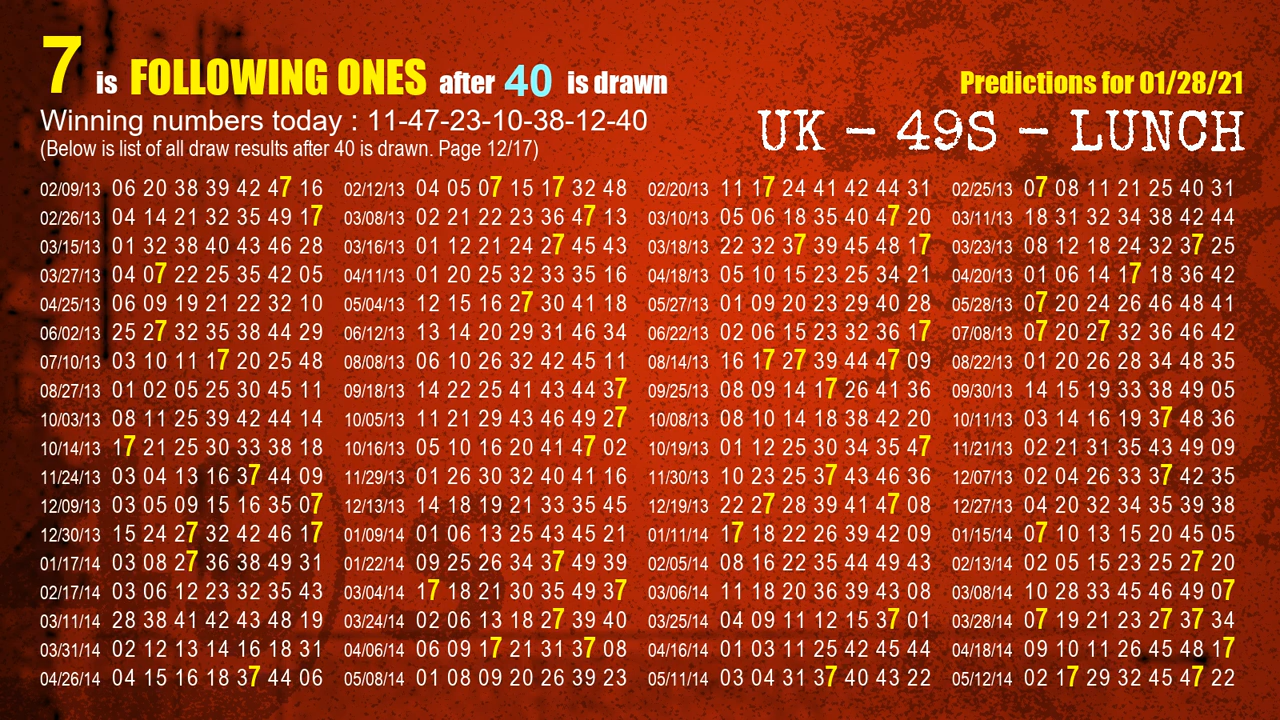 7 is FOLLOWING ONES after 40 is drawn
Predictions for 01/28/21
Winning numbers today : 11-47-23-10-38-12-40
UK - 49S - LUNCH
(Below is list of all draw results after 40 is drawn. Page 12/17)
02/09/13 06 20 38 39 42 47 16 02/12/13 04 05 07 15 17 32 48 02/20/13 11 17 24 41 42 44 31 02/25/13 07 08 11 21 25 40 31
02/26/13 04 14 21 32 35 49 17 03/08/13 02 21 22 23 36 47 13 03/10/13 05 06 18 35 40 47 20 03/11/13 18 31 32 34 38 42 44
03/15/13 01 32 38 40 43 46 28 03/16/13 01 12 21 24 27 45 43 03/18/13 22 32 37 39 45 48 17 03/23/13 08 12 18 24 32 37 25
03/27/13 04 07 22 25 35 42 05 04/11/13 01 20 25 32 33 35 16 04/18/13 05 10 15 23 25 34 21 04/20/13 01 06 14 17 18 36 42
04/25/13 06 09 19 21 22 32 10 05/04/13 12 15 16 27 30 41 18 05/27/13 01 09 20 23 29 40 28 05/28/13 07 20 24 26 46 48 41
06/02/13 25 27 32 35 38 44 29 06/12/13 13 14 20 29 31 46 34 06/22/13 02 06 15 23 32 36 17 07/08/13 07 20 27 32 36 46 42
07/10/13 03 10 11 17 20 25 48 08/08/13 06 10 26 32 42 45 11 08/14/13 16 17 27 39 44 47 09 08/22/13 01 20 26 28 34 48 35
08/27/13 01 02 05 25 30 45 11 09/18/13 14 22 25 41 43 44 37 09/25/13 08 09 14 17 26 41 36 09/30/13 14 15 19 33 38 49 05
10/03/13 08 11 25 39 42 44 14 10/05/13 11 21 29 43 46 49 27 10/08/13 08 10 14 18 38 42 20 10/11/13 03 14 16 19 37 48 36
10/14/13 17 21 25 30 33 38 18 10/16/13 05 10 16 20 41 47 02 10/19/13 01 12 25 30 34 35 47 11/21/13 02 21 31 35 43 49 09
11/24/13 03 04 13 16 37 44 09 11/29/13 01 26 30 32 40 41 16 11/30/13 10 23 25 37 43 46 36 12/07/13 02 04 26 33 37 42 35
12/09/13 03 05 09 15 16 35 07 12/13/13 14 18 19 21 33 35 45 12/19/13 22 27 28 39 41 47 08 12/27/13 04 20 32 34 35 39 38
12/30/13 15 24 27 32 42 46 17 01/09/14 01 06 13 25 43 45 21 01/11/14 17 18 22 26 39 42 09 01/15/14 07 10 13 15 20 45 05
01/17/14 03 08 27 36 38 49 31 01/22/14 09 25 26 34 37 49 39 02/05/14 08 16 22 35 44 49 43 02/13/14 02 05 15 23 25 27 20
02/17/14 03 06 12 23 32 35 43 03/04/14 17 18 21 30 35 49 37 03/06/14 11 18 20 36 39 43 08 03/08/14 10 28 33 45 46 49 07
03/11/14 28 38 41 42 43 48 19 03/24/14 02 06 13 18 27 39 40 03/25/14 04 09 11 12 15 37 01 03/28/14 07 19 21 23 27 37 34
03/31/14 02 12 13 14 16 18 31 04/06/14 06 09 17 21 31 37 08 04/16/14 01 03 11 25 42 45 44 04/18/14 09 10 11 26 45 48 17
04/26/14 04 15 16 18 37 44 06 05/08/14 01 08 09 20 26 39 23 05/11/14 03 04 31 37 40 43 22 05/12/14 02 17 29 32 45 47 22